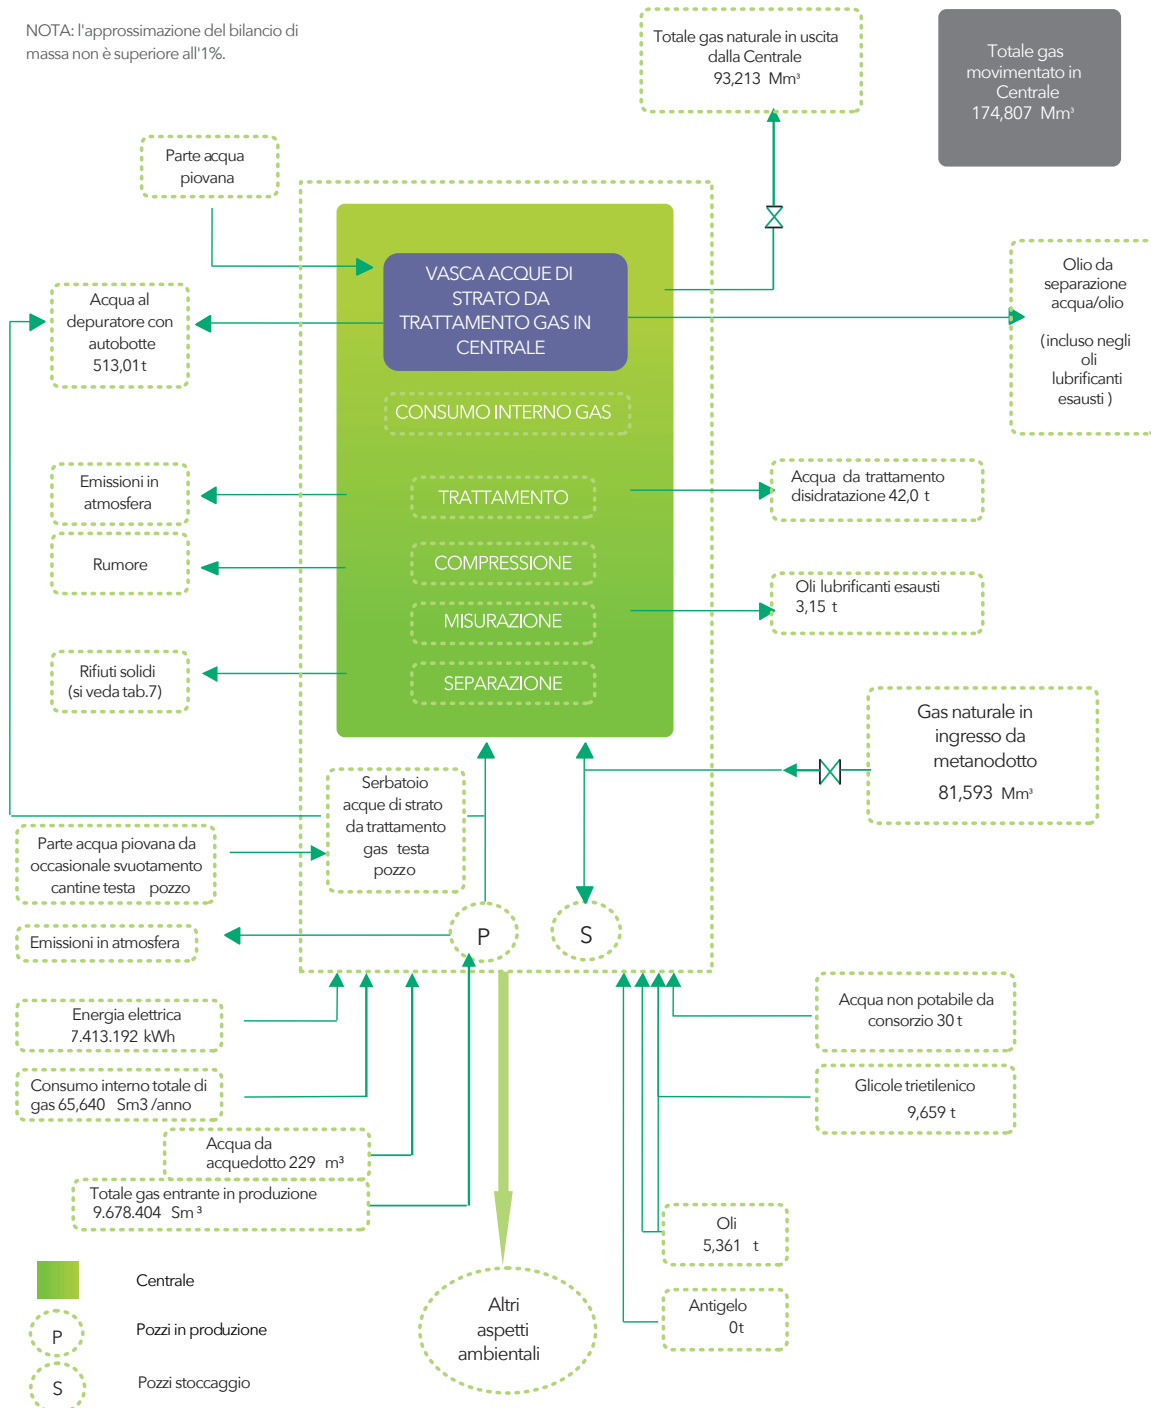 NOTA: l'approssimazione del bilancio di
massa non è superiore all'1%.
Totale gas naturale in uscita
dalla Centrale
93,213 Mm³
Totale gas
movimentato in
Centrale
174,807 Mm³
Parte acqua
piovana
VASCA ACQUE DI
STRATO DA
TRATTAMENTO GAS IN
CENTRALE
Acqua al
depuratore con
autobotte
513,01 t
Olio da
separazione
acqua/olio
(incluso negli
oli
lubrificanti
esausti )
CONSUMO INTERNO GAS
Emissioni in
atmosfera
TRATTAMENTO
Acqua da trattamento
disidratazione 42,0 t
Rumore
COMPRESSIONE
Oli lubrificanti esausti
3,15 t
MISURAZIONE
Rifiuti solidi
(si veda tab.7)
SEPARAZIONE
Gas naturale in
ingresso da
metanodotto
81,593 Mm³
Serbatoio
acque di strato
da trattamento
gas testa
pozzo
Parte acqua piovana da
occasionale svuotamento
cantine testa pozzo
Emissioni in atmosfera
P
S
Energia elettrica
7.413.192 kWh
Acqua non potabile da
consorzio 30 t
Consumo interno totale di
gas 65,640 Sm3 /anno
Glicole trietilenico
9,659 t
Acqua da
acquedotto 229 m³
Totale gas entrante in produzione
9.678.404 Sm³
Oli
5,361 t
Antigelo
0t
Altri
aspetti
ambientali
Centrale
P
Pozzi in produzione
S
Pozzi stoccaggio